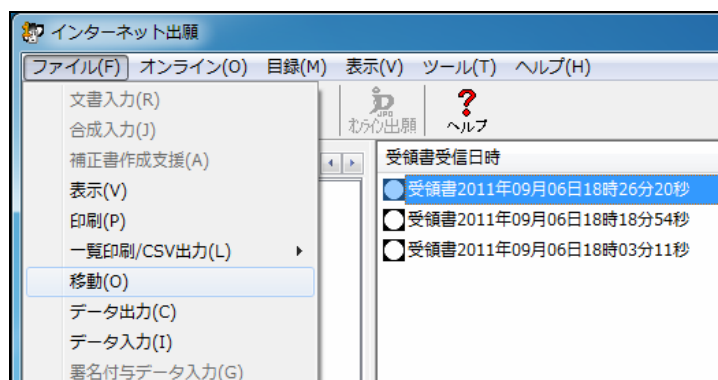 インターネット出願
ファイル(F) オンライン(O) 目録(M) 表示(V) ツール(T) ヘルプ(H)
文書入力(R)
合成入力(J)
補正書作成支援(A)
表示(V)
印刷(P)
一覧印刷/CSV出力(L)
移動(O)
データ出力(C)
データ入力(I)
署名付与データ入力(G)
JPO
オンライン出願
ヘルプ
受領書受信日時
受領書2011年09月06日18時26分20秒
受領書2011年09月06日18時18分54秒
受領書2011年09月06日18時03分11秒